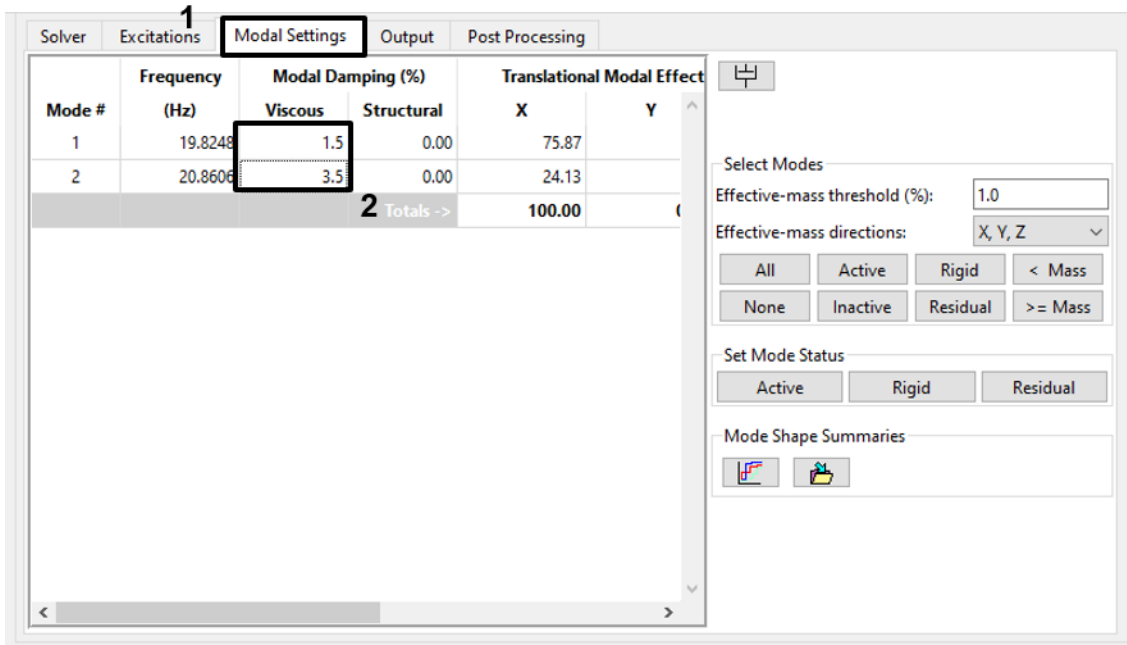 1
Solver Excitations Modal Settings Output Post Processing
Frequency Modal Damping (%) Translational Modal Effect
Mode # (Hz) Viscous Structural X Y
1 19.8248 1.5 0.00 75.87
2 20.8606 3.5 0.00 24.13
2 Totals -> 100.00
Select Modes
Effective-mass threshold (%): 1.0
Effective-mass directions: X, Y, Z
All Active Rigid < Mass
None Inactive Residual >= Mass
Set Mode Status
Active Rigid Residual
Mode Shape Summaries